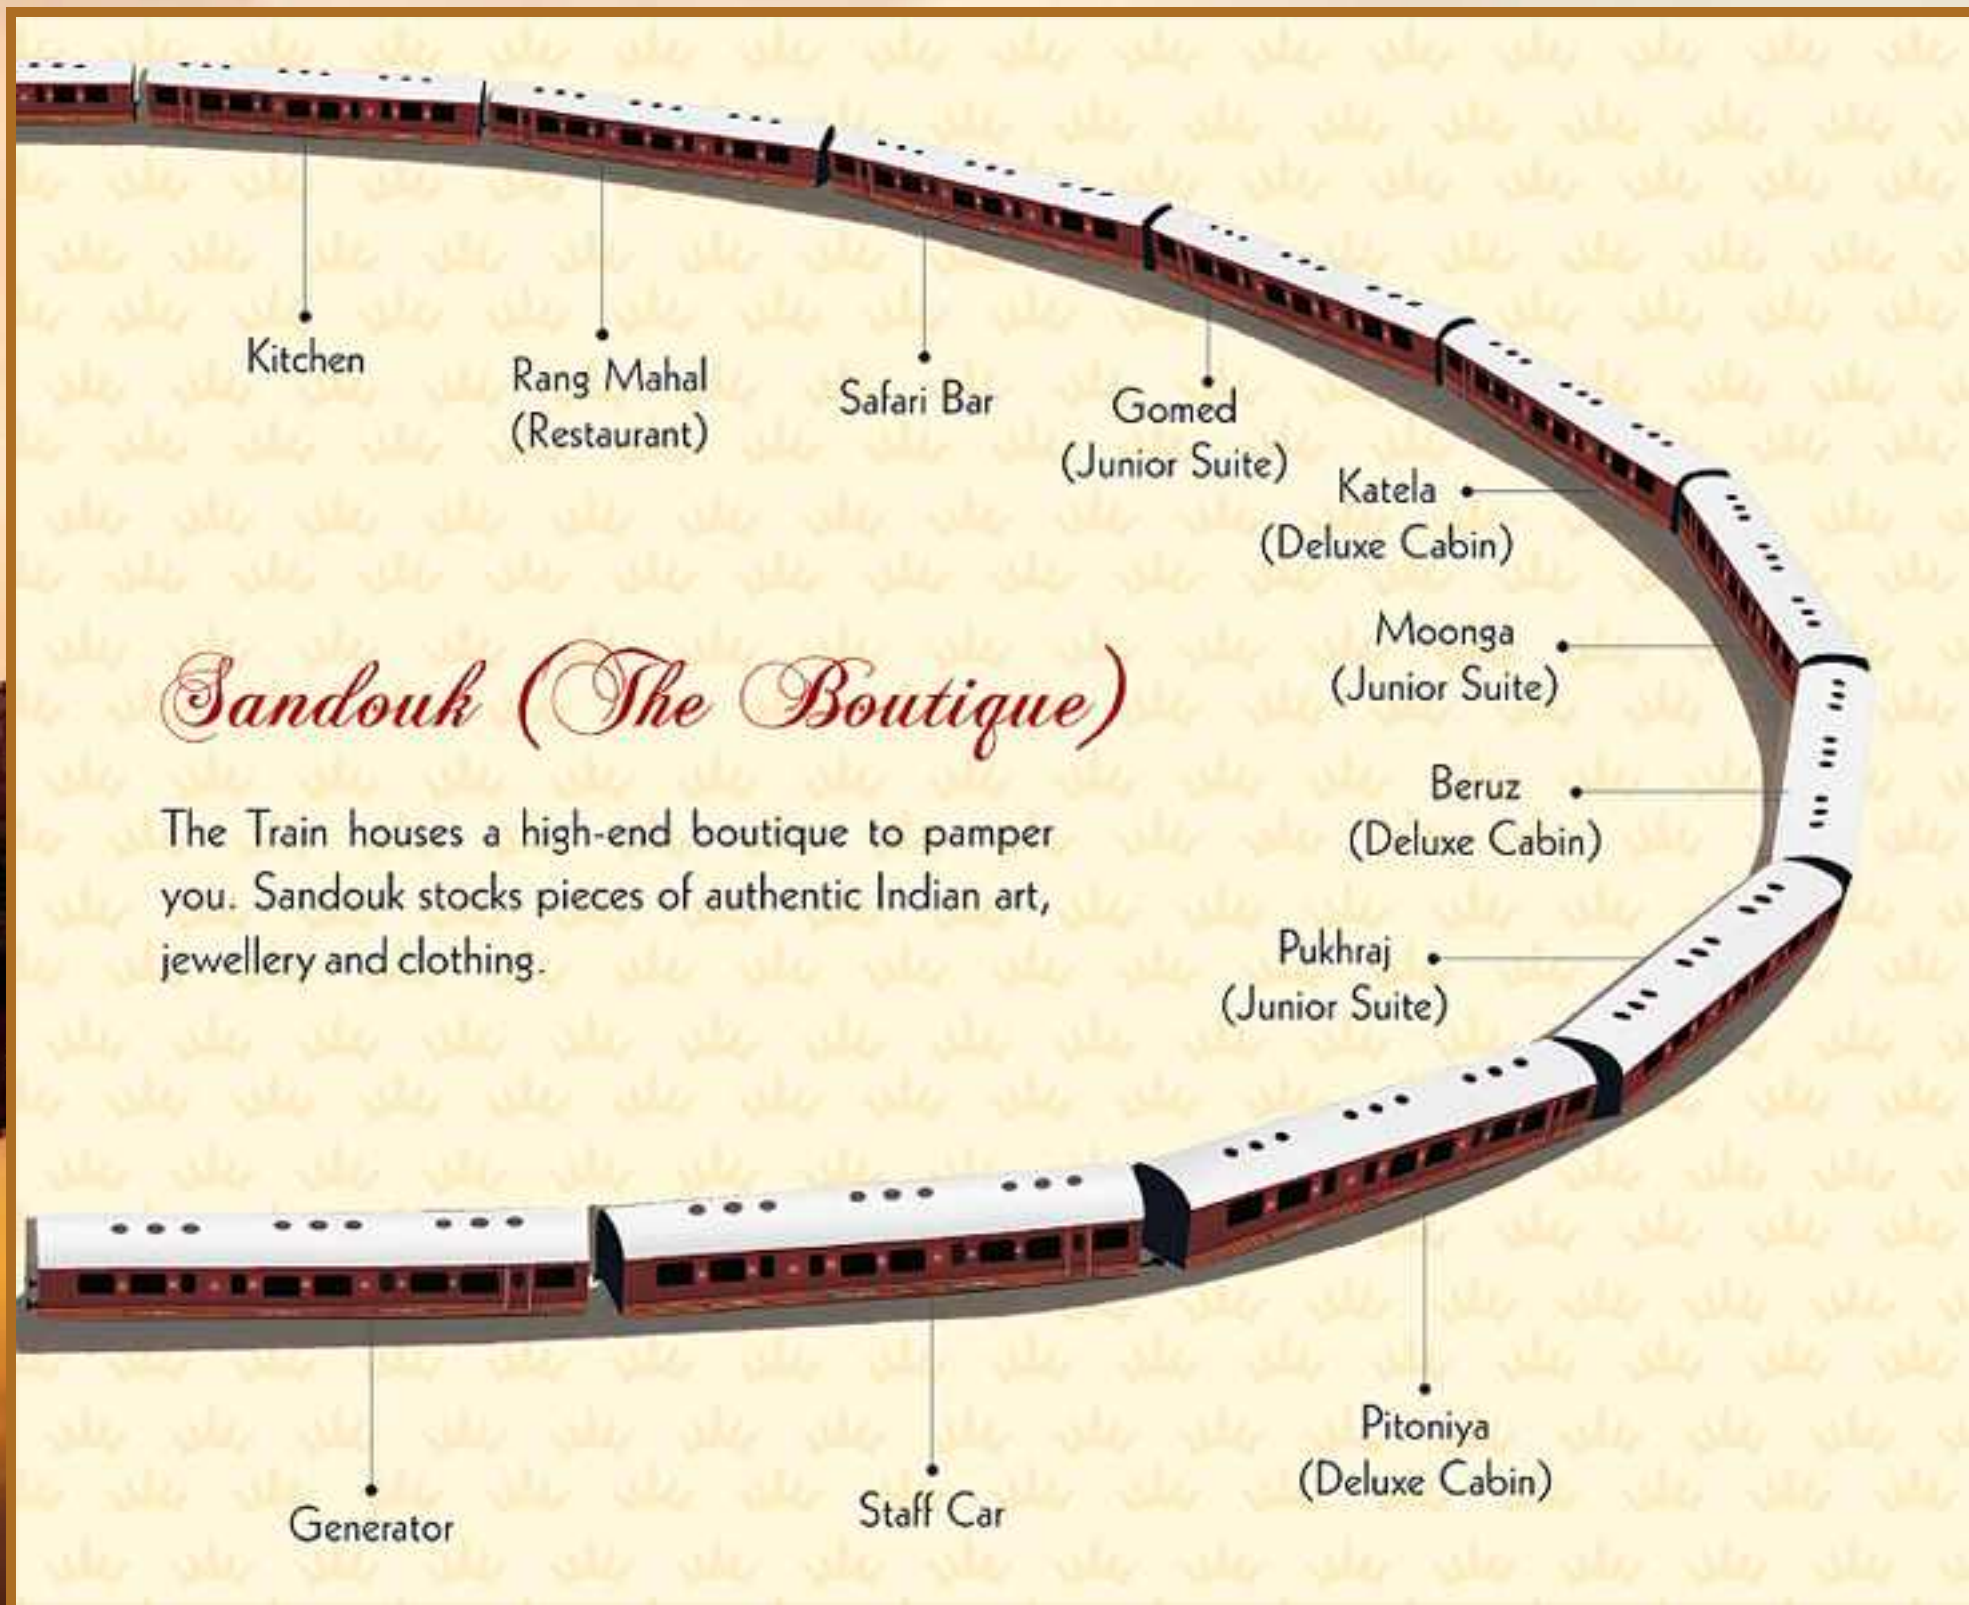 Kitchen
Rang Mahal
(Restaurant)
Safari Bar
Gomed
(Junior Suite)
Katela
(Deluxe Cabin)
Moonga
(Junior Suite)
Sandouk (The Boutique)
The Train houses a high-end boutique to pamper
you. Sandouk stocks pieces of authentic Indian art,
jewellery and clothing.
Beruz
(Deluxe Cabin)
Pukhraj
(Junior Suite)
Pitoniya
(Deluxe Cabin)
Staff Car
Generator